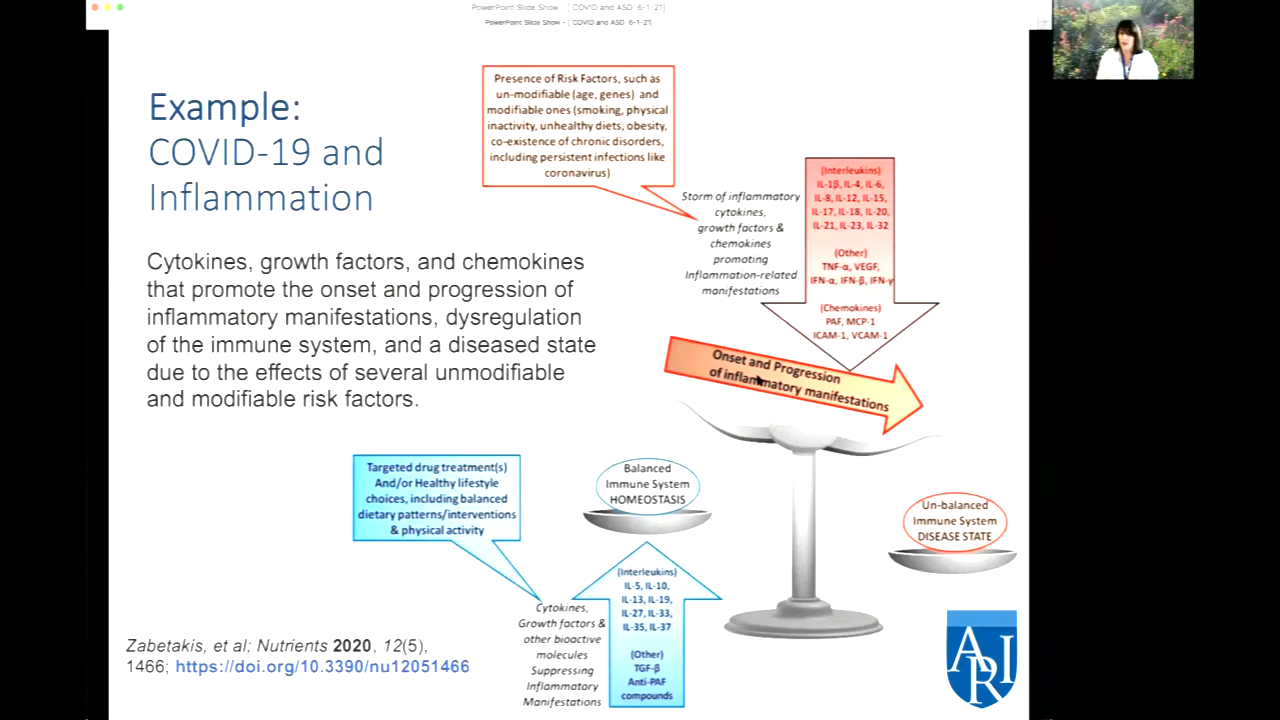 PowerPoint Slide Show - [ COVID and ASD 6-1-21]
PowerPoint Slide Show - [ COVID and ASD 6-1-21]
Example:
COVID-19 and
Inflammation
Cytokines, growth factors, and chemokines
that promote the onset and progression of
inflammatory manifestations, dysregulation
of the immune system, and a diseased state
due to the effects of several unmodifiable
and modifiable risk factors.
Presence of Risk Factors, such as
un-modifiable (age, genes) and
modifiable ones (smoking, physical
inactivity, unhealthy diets, obesity,
co-existence of chronic disorders,
including persistent infections like
coronavirus)
Storm of inflammatory
cytokines,
growth factors &
chemokines
promoting
Inflammation-related
manifestations
(Interleukins)
IL-1β, IL-4, IL-6,
IL-8, IL-12, IL-15,
IL-17, IL-18, IL-20,
IL-21, IL-23, IL-32
(Other)
TNF-α, VEGF,
IFN-α, IFN-β, IFN-γ
(Chemokines)
PAF, MCP-1
ICAM-1, VCAM-1
Onset and Progression
of inflammatory manifestations
Targeted drug treatment(s)
And/or Healthy lifestyle
choices, including balanced
dietary patterns/interventions
& physical activity
Balanced
Immune System
HOMEOSTASIS
Un-balanced
Immune System
DISEASE STATE
Cytokines,
Growth factors &
other bioactive
molecules
Suppressing
Inflammatory
Manifestations
(Interleukins)
IL-5, IL-10,
IL-13, IL-19,
IL-27, IL-33,
IL-35, IL-37
(Other)
TGF-β
Anti-PAF
compounds
Zabetakis, et al; Nutrients 2020, 12(5),
1466; https://doi.org/10.3390/nu12051466
ARI